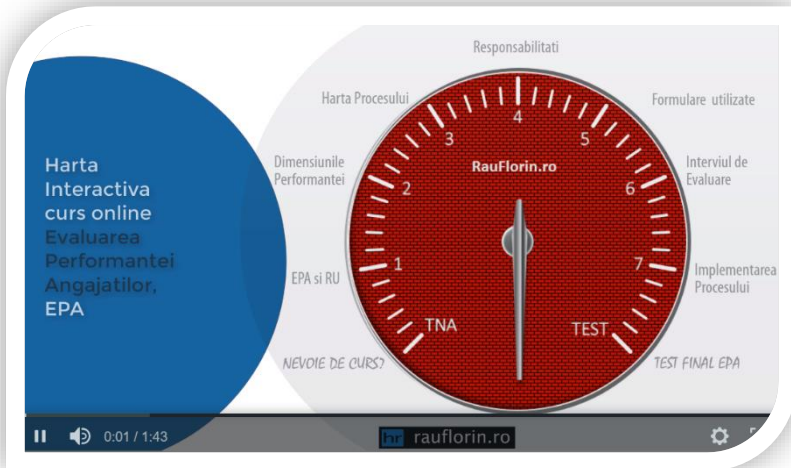 Harta
Interactiva
curs online
Evaluarea
Performantei
Angajatilor,
EPA
Responsabilitati
Harta Procesului
Formulare utilizate
Dimensiunile
Performantei
Interviul de
Evaluare
EPA si RU
Implementarea
Procesului
NEVOIE DE CURS?
TEST FINAL EPA
RauFlorin.ro
TNA
1
2
3
4
5
6
7
TEST
0:01 / 1:43
hr rauflorin.ro